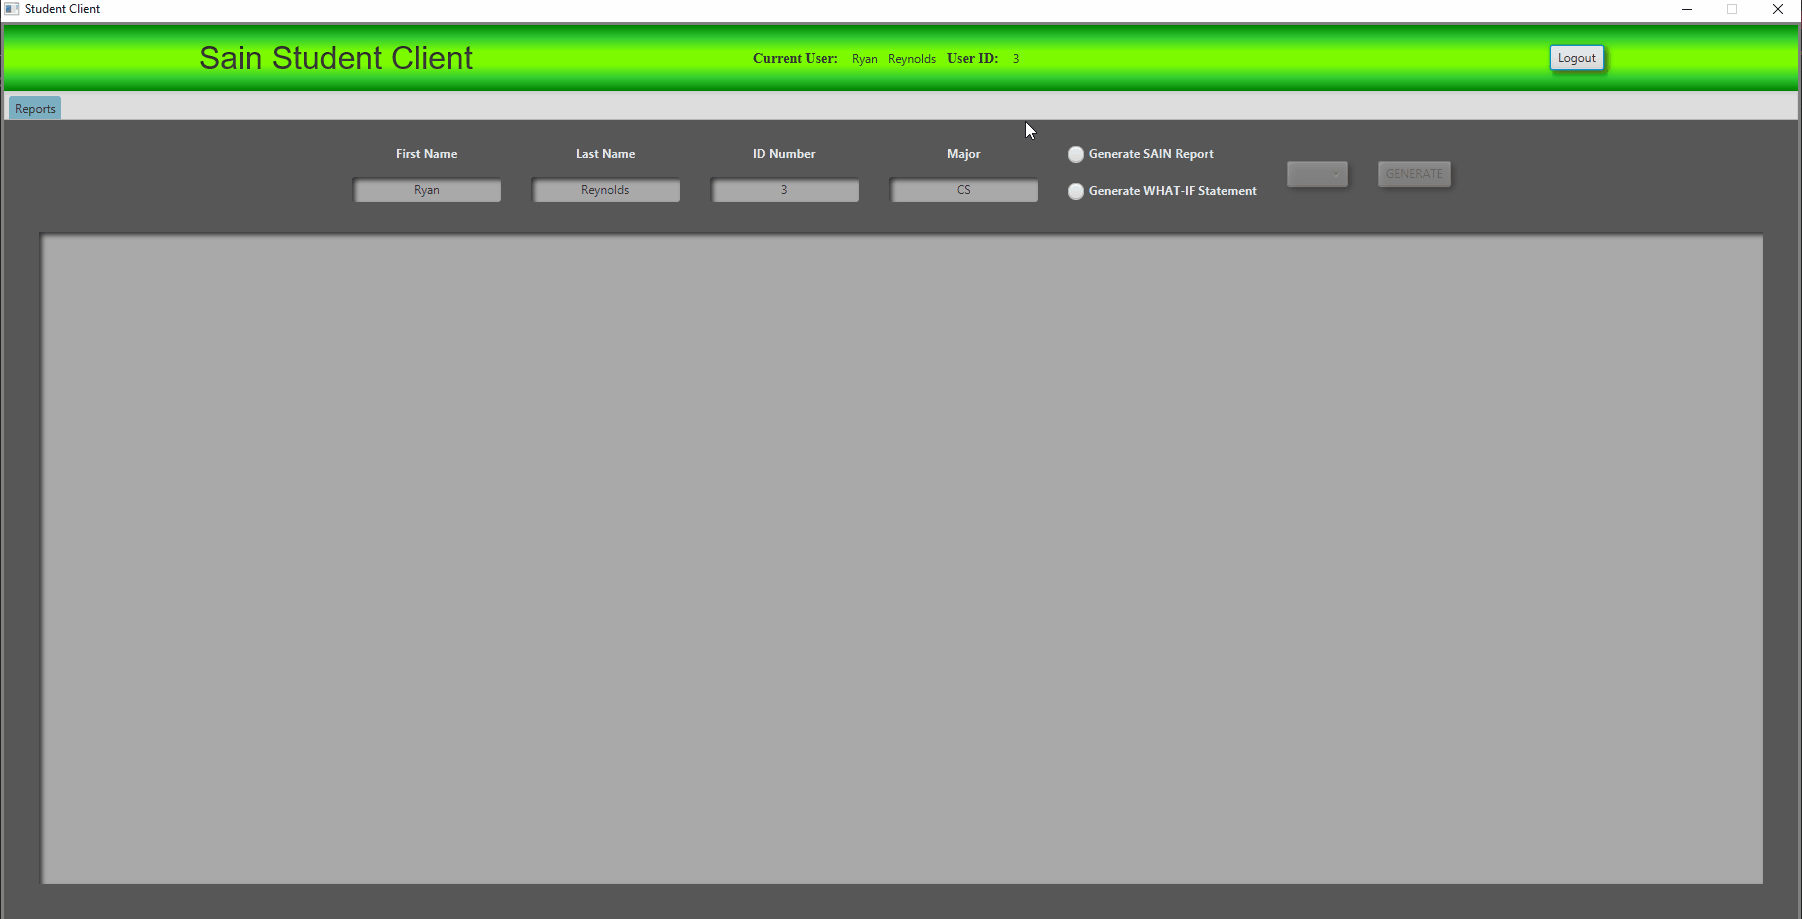 Student Client
Sain Student Client
Current User: Ryan Reynolds User ID: 3
Logout
Reports
First Name Last Name ID Number Major
Generate SAIN Report
Ryan Reynolds 3 CS
Generate WHAT-IF Statement
GENERATE